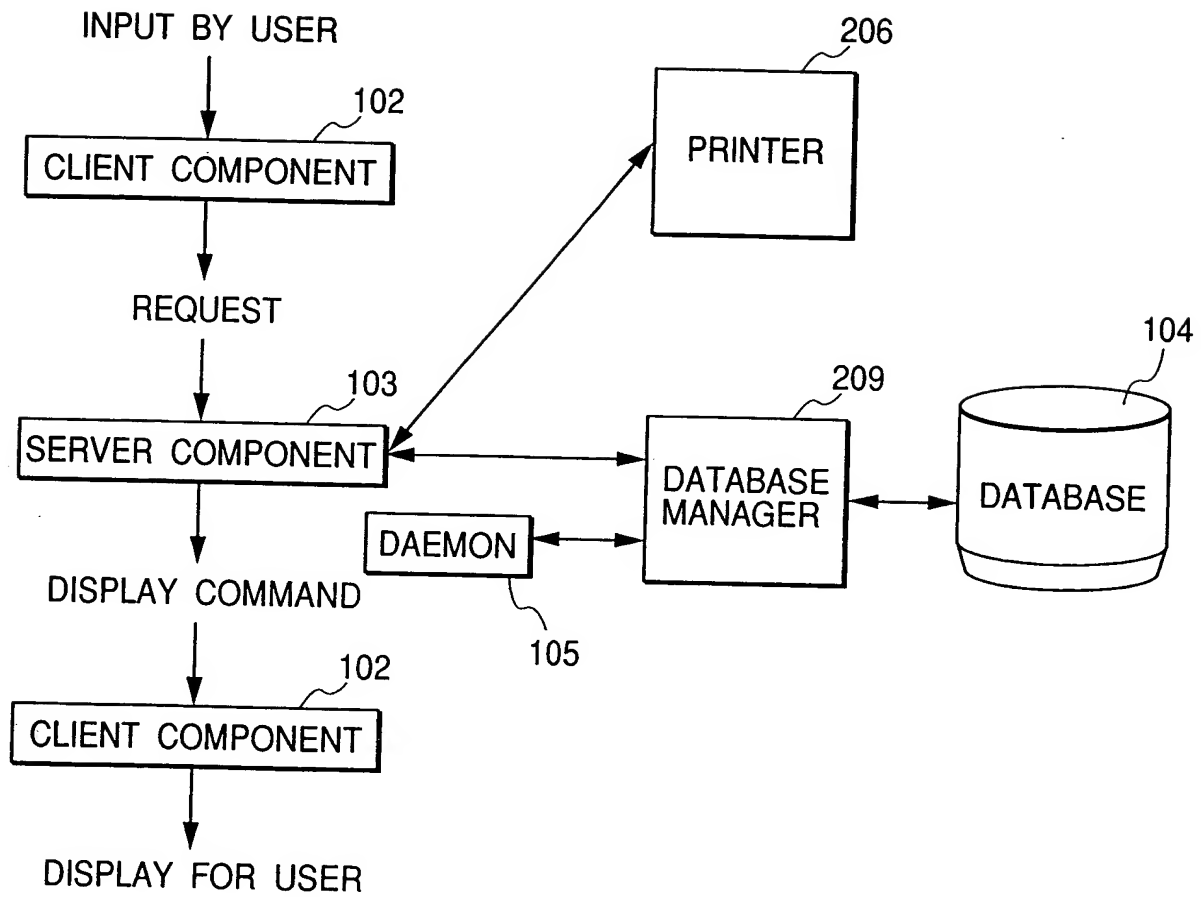 INPUT BY USER
206
102
CLIENT COMPONENT
PRINTER
REQUEST
104
103
209
SERVER COMPONENT
DATABASE
MANAGER
DATABASE
DAEMON
DISPLAY COMMAND
105
102
CLIENT COMPONENT
DISPLAY FOR USER